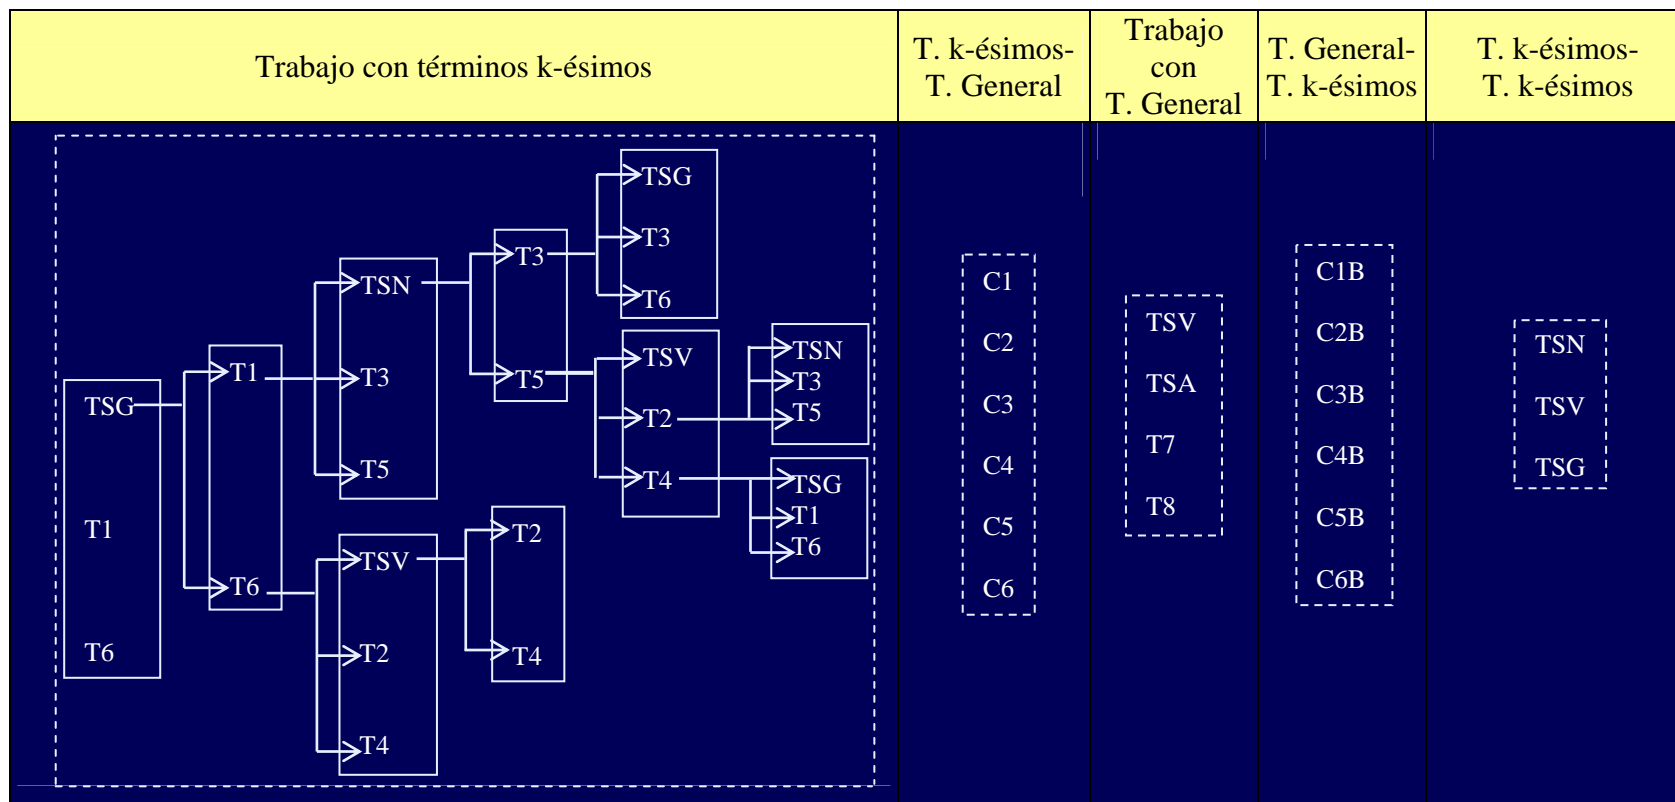 Trabajo con términos k-ésimos
T. k-ésimos-
T. General
Trabajo
con
T. General
T. General-
T. k-ésimos
T. k-ésimos-
T. k-ésimos
TSG
T1
T6
T1
T6
TSN
T3
T5
TSV
T2
T4
T3
T5
T2
T4
TSG
T3
T6
TSV
T2
T4
TSN
T3
T5
TSG
T1
T6
C1
C2
C3
C4
C5
C6
TSV
TSA
T7
T8
C1B
C2B
C3B
C4B
C5B
C6B
TSN
TSV
TSG